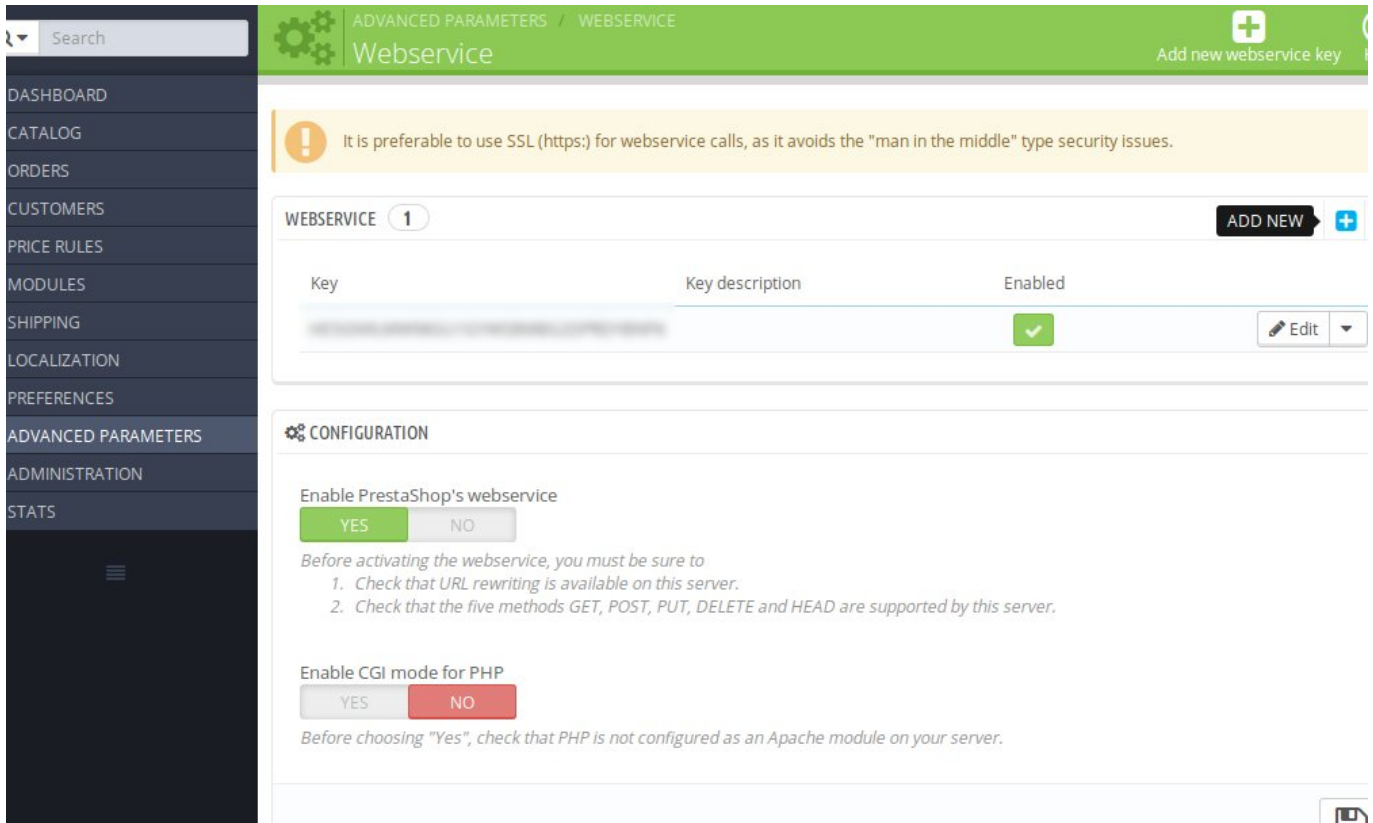 Search
ADVANCED PARAMETERS / WEBSERVICE
Webservice
Add new webservice key
DASHBOARD
CATALOG
ORDERS
CUSTOMERS
PRICE RULES
MODULES
SHIPPING
LOCALIZATION
PREFERENCES
ADVANCED PARAMETERS
ADMINISTRATION
STATS
It is preferable to use SSL (https:) for webservice calls, as it avoids the "man in the middle" type security issues.
WEBSERVICE 1
ADD NEW
Key Key description Enabled
Edit
CONFIGURATION
Enable PrestaShop's webservice
YES NO
Before activating the webservice, you must be sure to
1. Check that URL rewriting is available on this server.
2. Check that the five methods GET, POST, PUT, DELETE and HEAD are supported by this server.
Enable CGI mode for PHP
YES NO
Before choosing "Yes", check that PHP is not configured as an Apache module on your server.